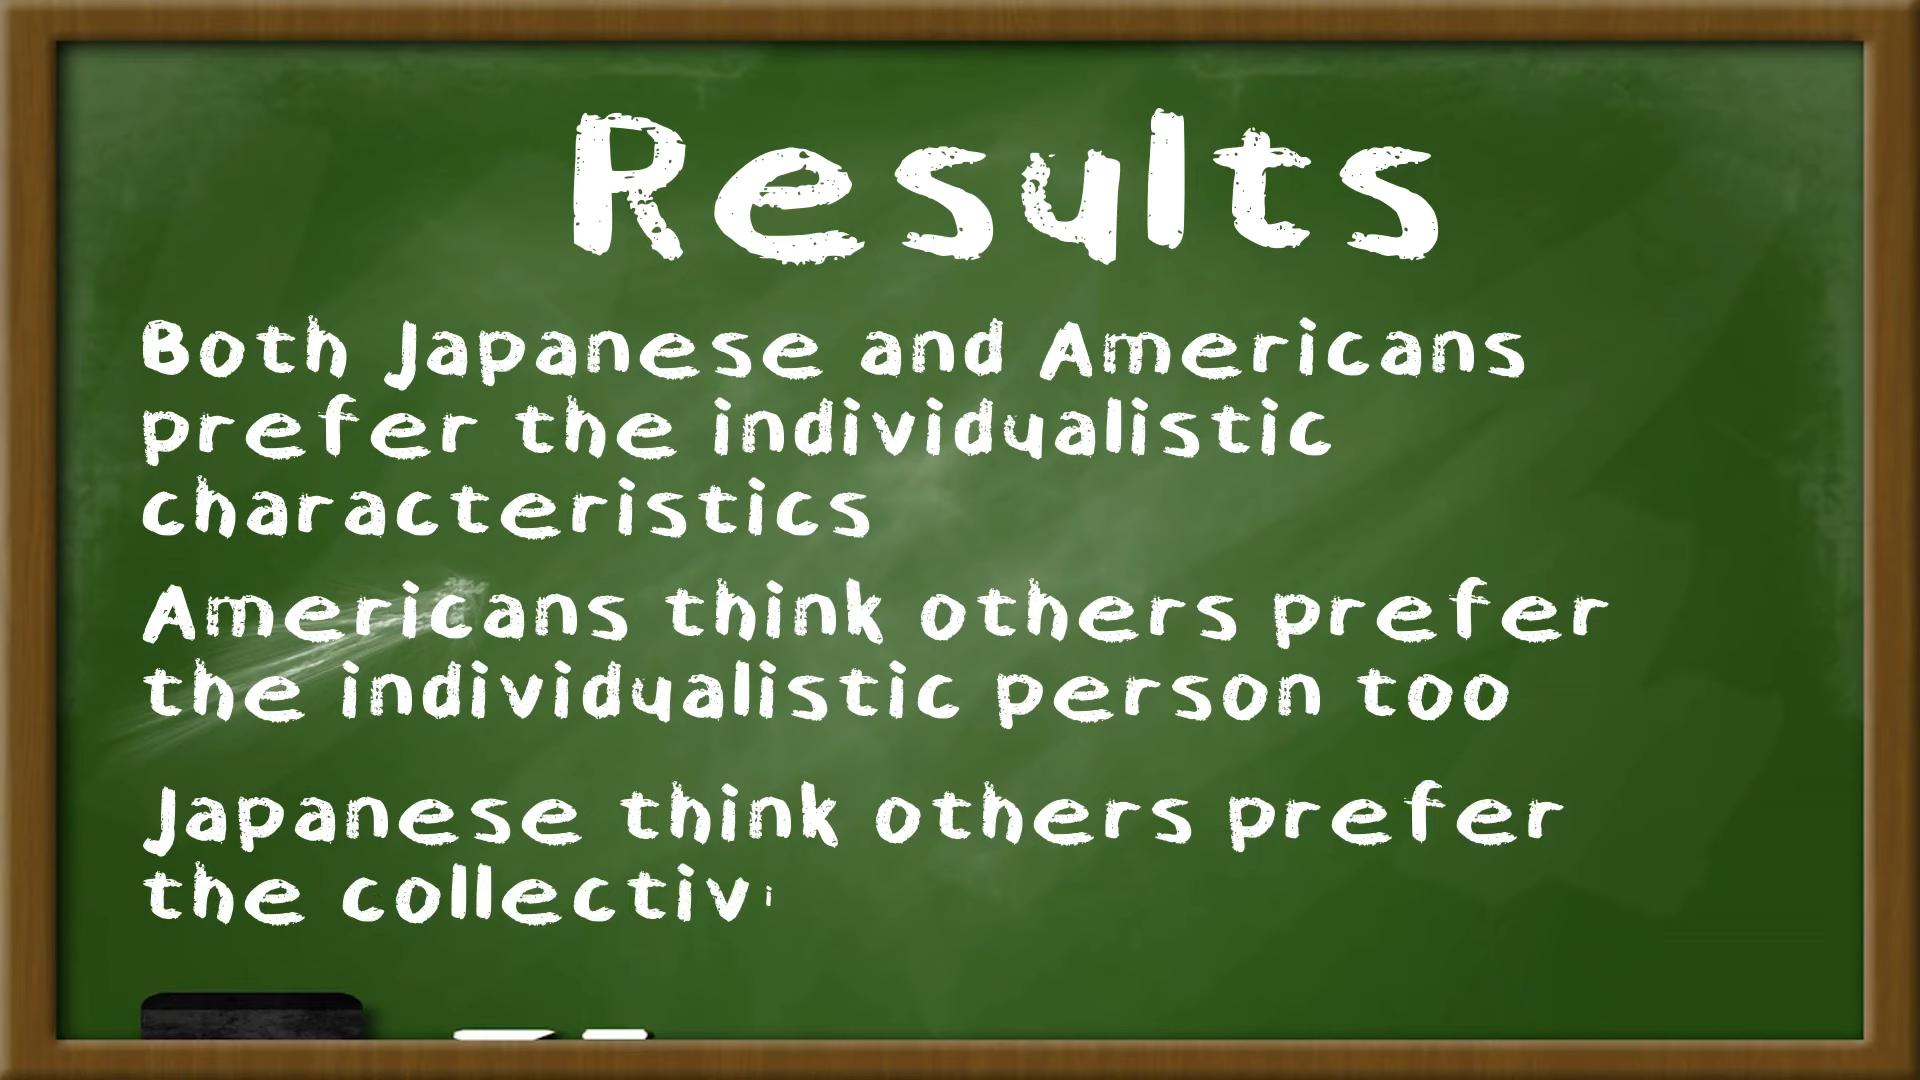 Results
Both Japanese and Americans
prefer the individualistic
characteristics
Americans think others prefer
the individualistic person too
Japanese think others prefer
the collectivi